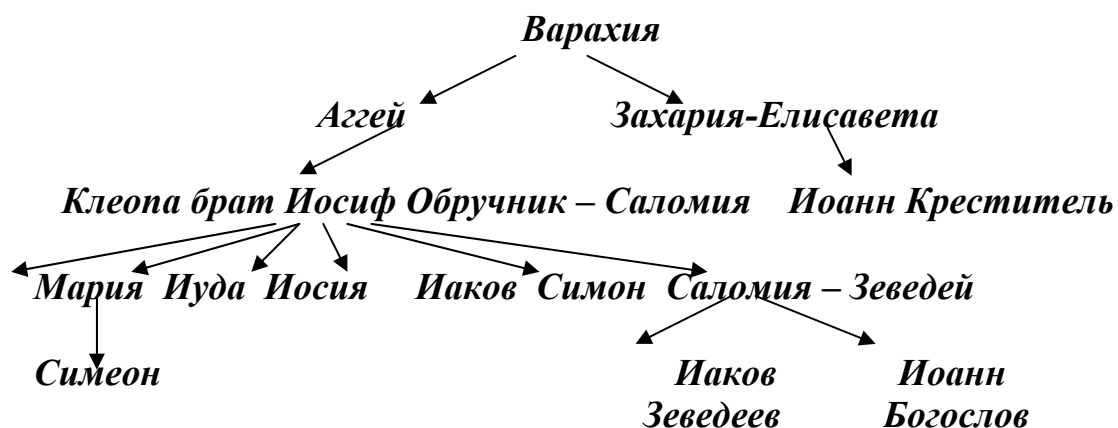 Варахия
Аггей Захария-Елисавета
Клеопа брат Иосиф Обручник – Саломия Иоанн Креститель
Мария Иуда Иосия Иаков Симон Саломия – Зеведей
Симеон Иаков Иоанн
Зеведеев Богослов